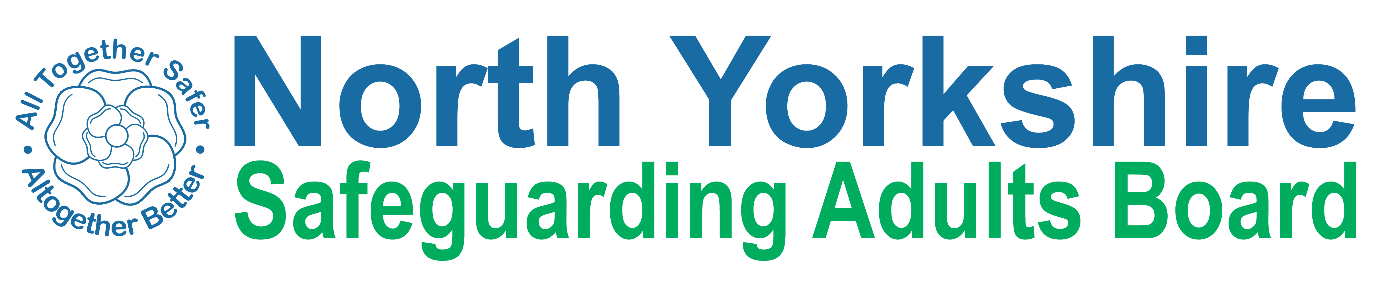 All Together Safer
• Altogether Better •
North Yorkshire
Safeguarding Adults Board